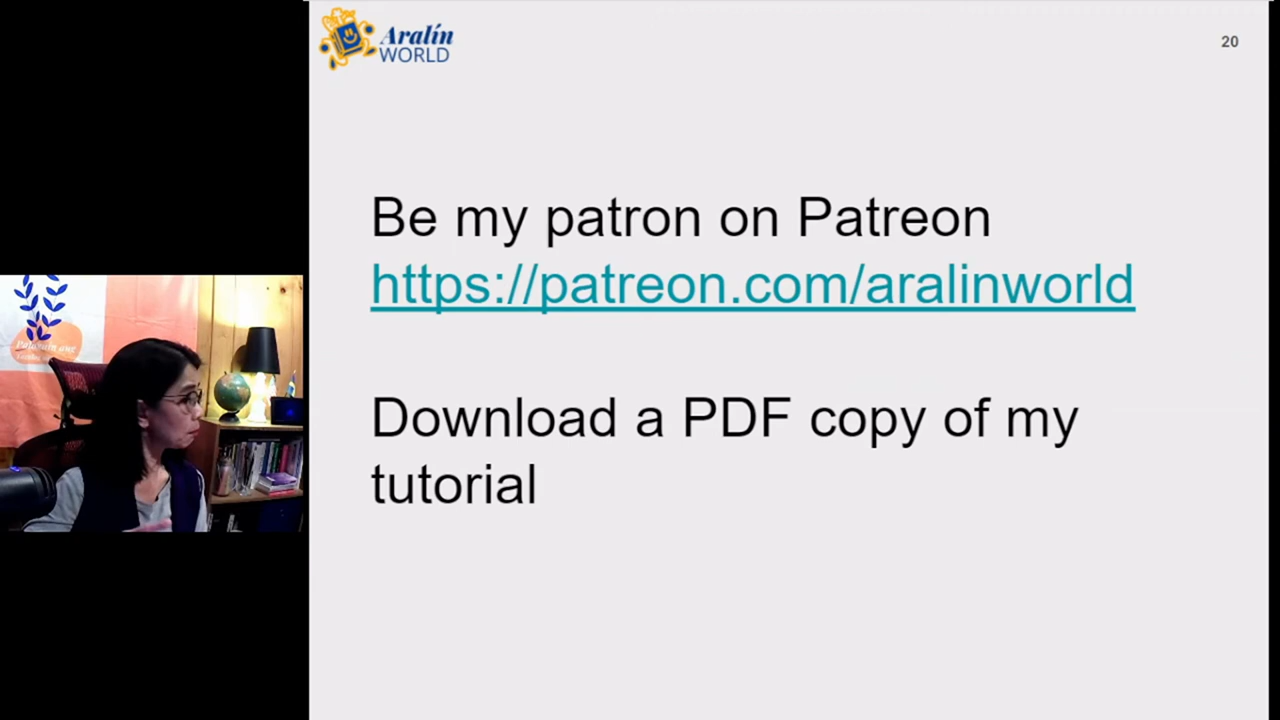 Aralín
WORLD
20
Be my patron on Patreon
https://patreon.com/aralinworld
Download a PDF copy of my
tutorial